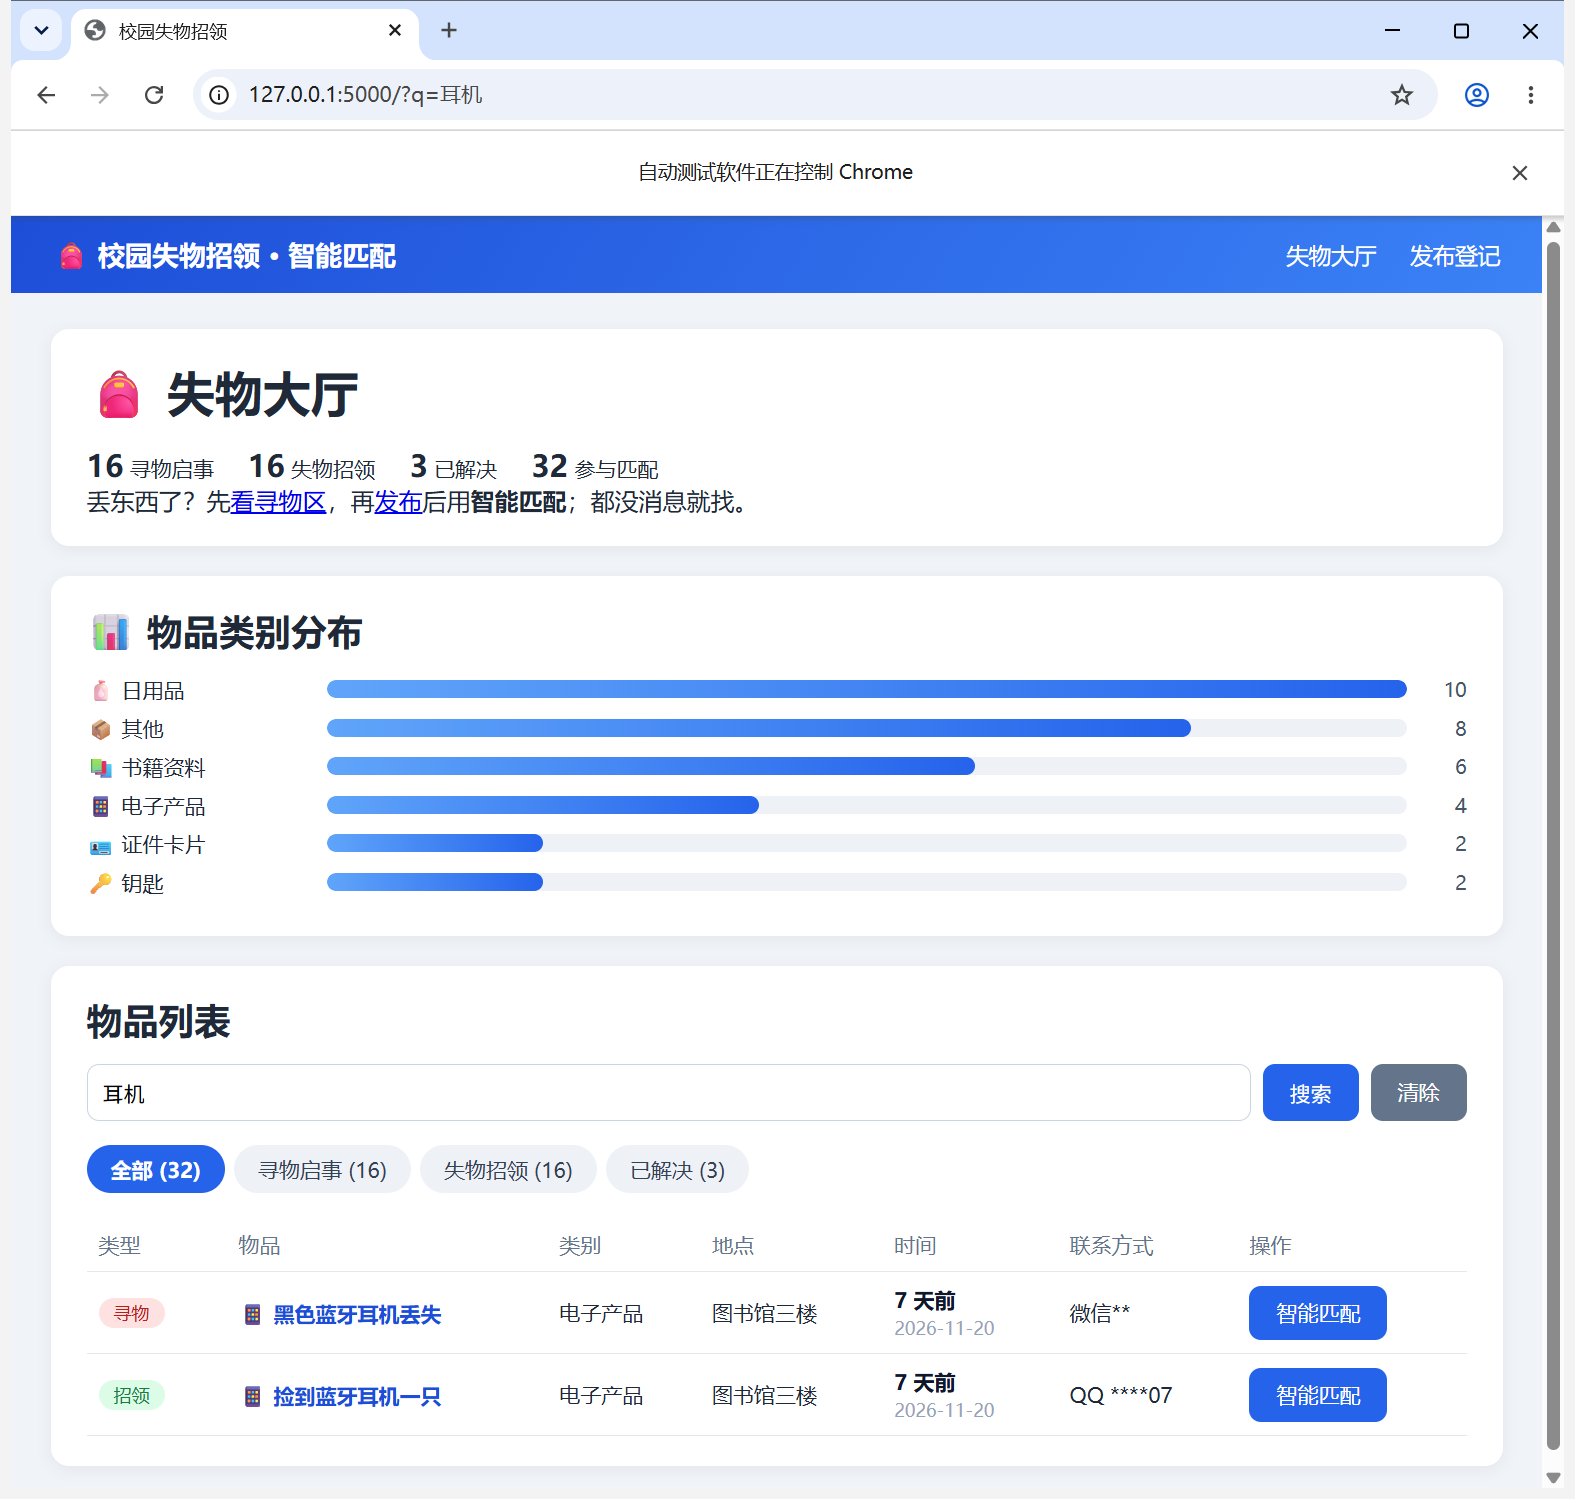 校园失物招领
127.0.0.1:5000/?q=耳机
自动测试软件正在控制 Chrome
校园失物招领 • 智能匹配 失物大厅 发布登记
失物大厅
16 寻物启事 16 失物招领 3 已解决 32 参与匹配
丢东西了？先看寻物区，再发布后用智能匹配；都没消息就找。
物品类别分布
日用品 10
其他 8
书籍资料 6
电子产品 4
证件卡片 2
钥匙 2
物品列表
耳机 搜索 清除
全部 (32) 寻物启事 (16) 失物招领 (16) 已解决 (3)
类型 物品 类别 地点 时间 联系方式 操作
寻物 黑色蓝牙耳机丢失 电子产品 图书馆三楼 7 天前 微信** 智能匹配
2026-11-20
招领 捡到蓝牙耳机一只 电子产品 图书馆三楼 7 天前 QQ ****07 智能匹配
2026-11-20